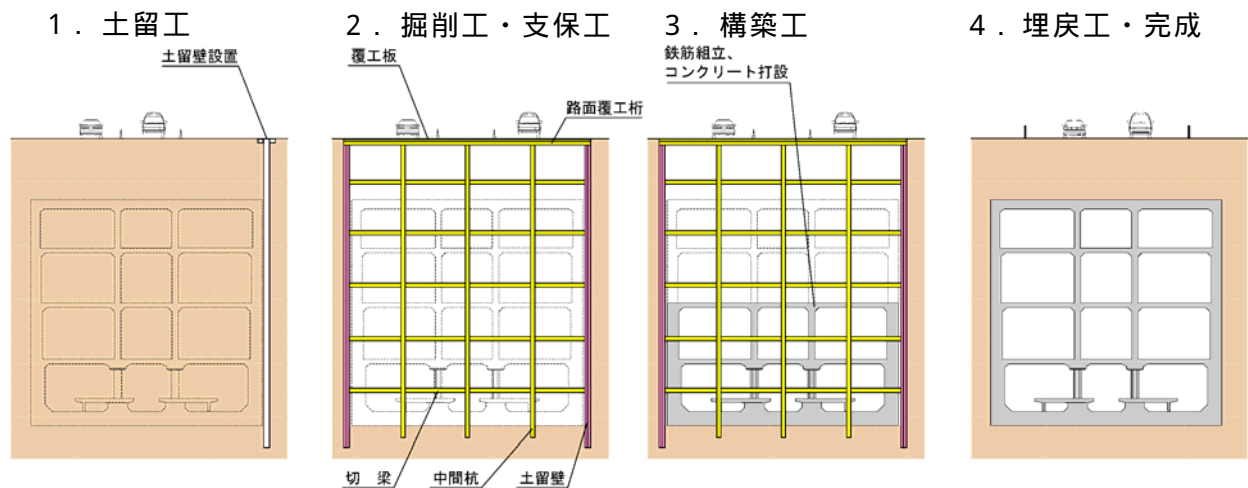 1．土留工
土留壁設置
2．掘削工・支保工
覆工板
路面覆工桁
切　梁
中間杭
土留壁
3．構築工
鉄筋組立、
コンクリート打設
4．埋戻工・完成